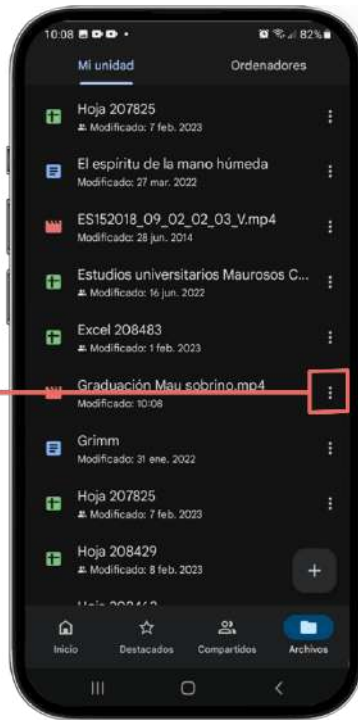 10:08
82%
Mi unidad
Ordenadores
Hoja 207825
Modificado: 7 feb. 2023
El espíritu de la mano húmeda
Modificado: 27 mar. 2022
ES152018_09_02_02_03_V.mp4
Modificado: 28 jun. 2014
Estudios universitarios Maurosos C...
Modificado: 16 jun. 2022
Excel 208483
Modificado: 1 feb. 2023
Graduación Mau sobrino.mp4
Modificado: 10:08
Grimm
Modificado: 31 ene. 2022
Hoja 207825
Modificado: 7 feb. 2023
Hoja 208429
Modificado: 8 feb. 2023
Inicio
Destacados
Compartidos
Archivos